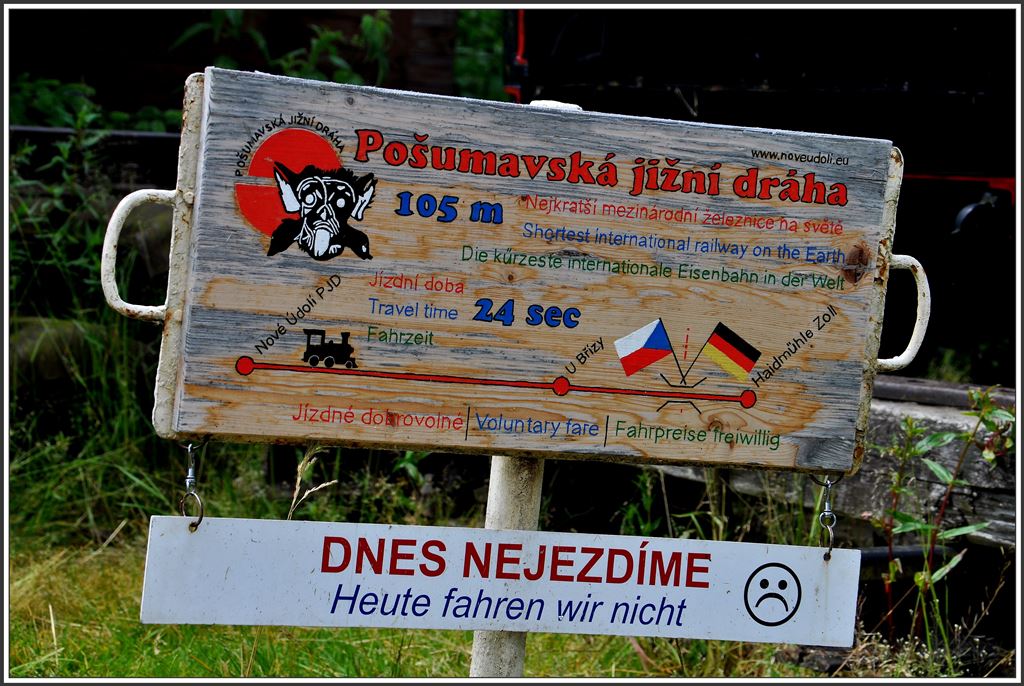 POŠUMAVSKÁ JIŽNÍ DRÁHA
Pošumavská jižní dráha
www.noveudoli.eu
105 m
Nejkratší mezinárodní železnice na světě
Shortest international railway on the Earth
Die kürzeste internationale Eisenbahn in der Welt
Jízdní doba
Travel time
Fahrzeit
24 sec
Nové Údolí PJD
U Břízy
Haidmühle Zoll
Jízdné dobrovolné | Voluntary fare | Fahrpreise freiwillig
DNES NEJEZDÍME
Heute fahren wir nicht